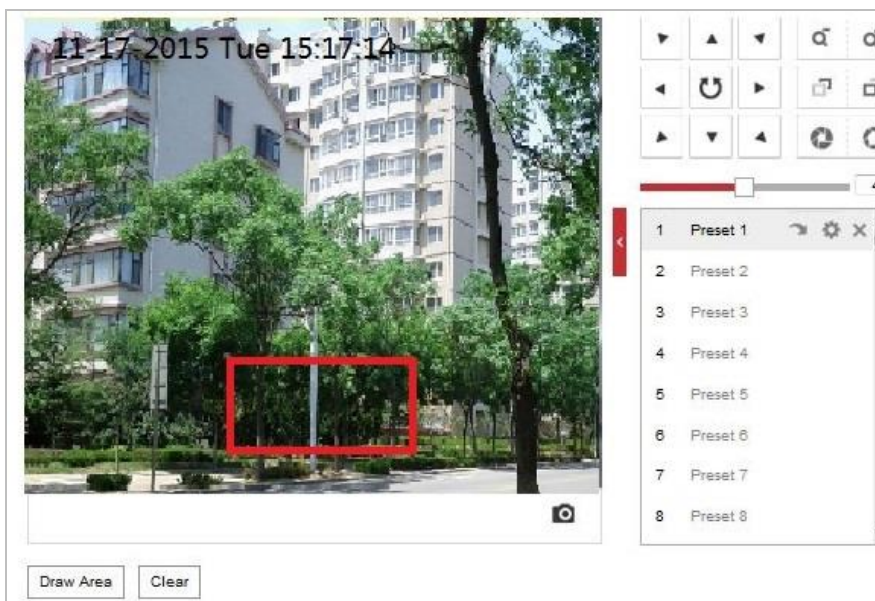 11-17-2015 Tue 15:17:14
4
1 Preset 1
2 Preset 2
3 Preset 3
4 Preset 4
5 Preset 5
6 Preset 6
7 Preset 7
8 Preset 8
Draw Area Clear